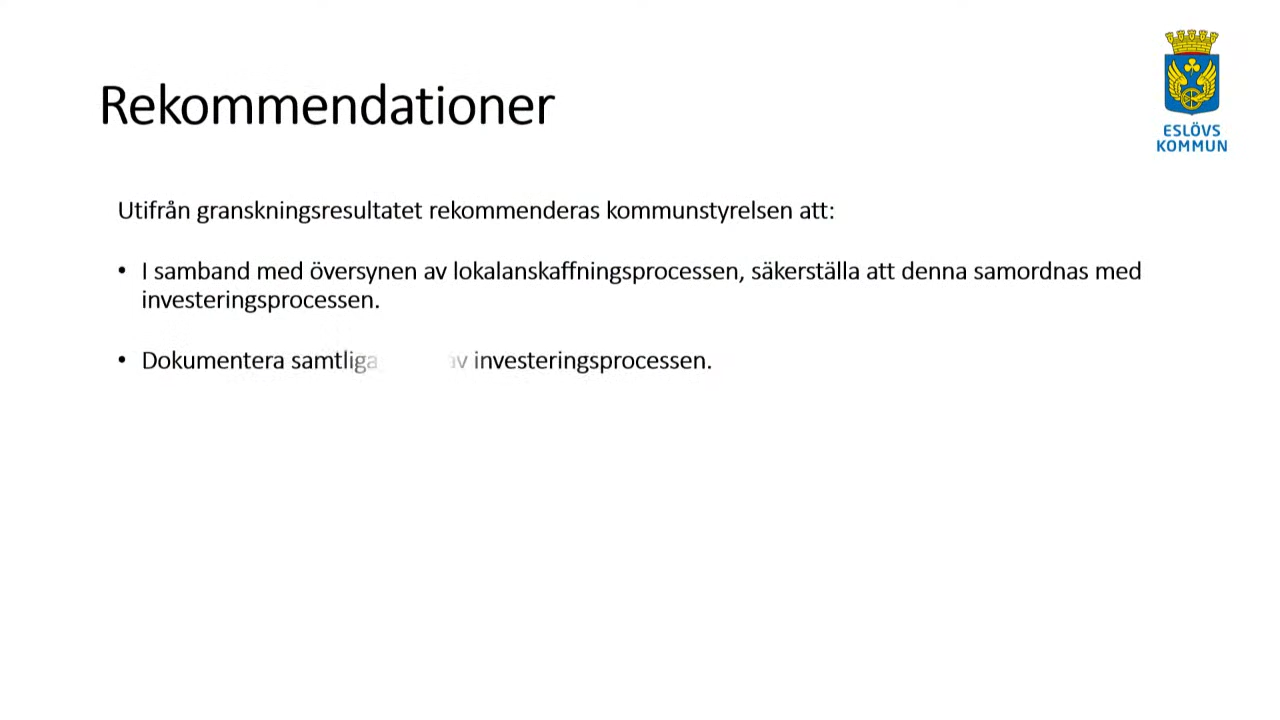 Rekommendationer
ESLÖVS
KOMMUN
Utifrån granskningsresultatet rekommenderas kommunstyrelsen att:
• I samband med översynen av lokalanskaffningsprocessen, säkerställa att denna samordnas med
investeringsprocessen.
• Dokumentera samtliga av investeringsprocessen.